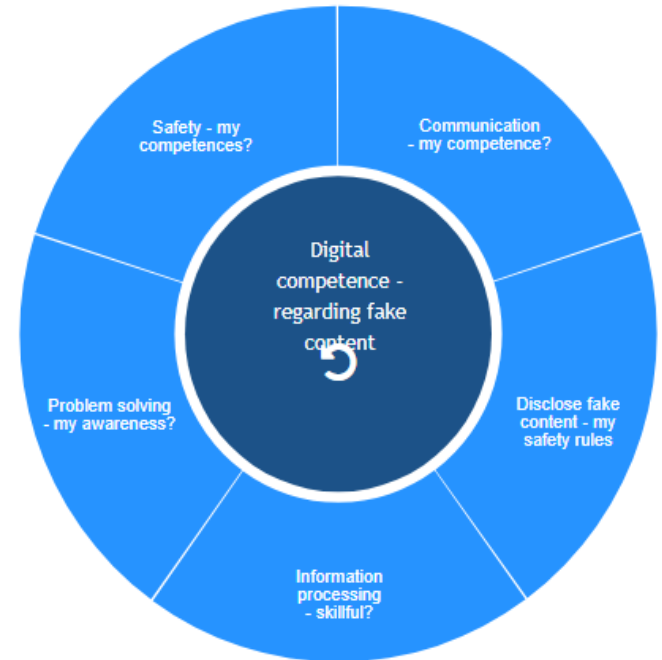 Safety - my
competences?
Communication
- my competence?
Digital
competence -
regarding fake
content
Problem solving
- my awareness?
Disclose fake
content - my
safety rules
Information
processing
- skillful?